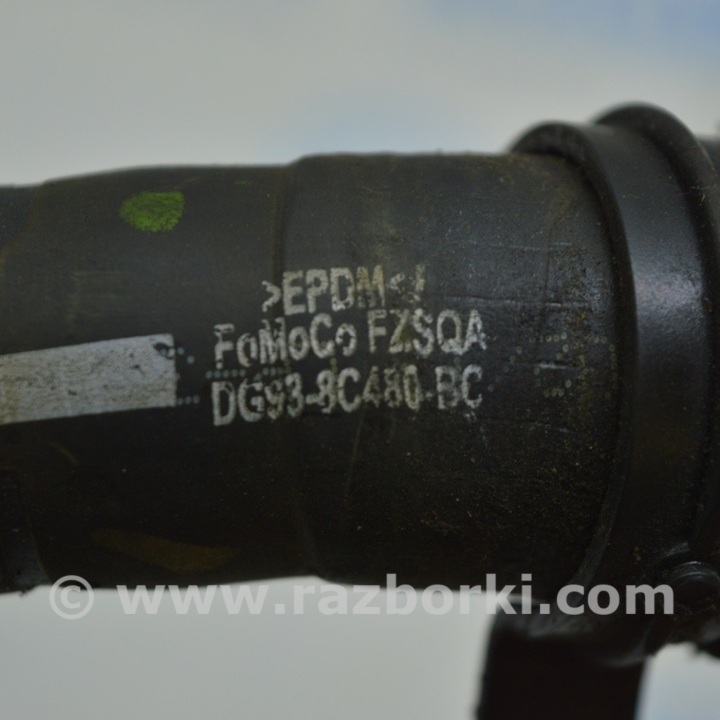 >EPDM<
FoMoCo FZSQA
DG93-8C480-BC
© www.razborki.com